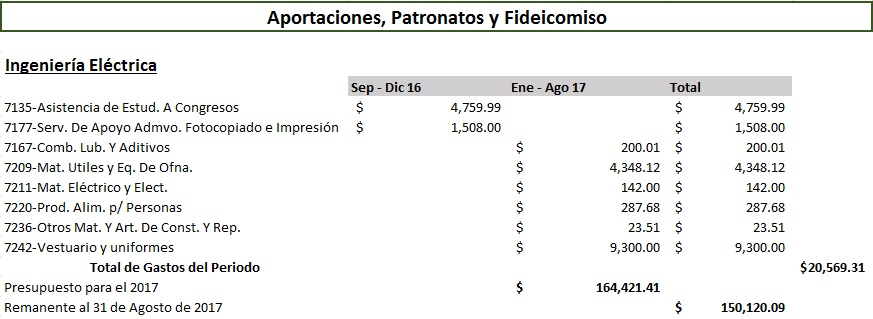 Aportaciones, Patronatos y Fideicomiso
Ingeniería Eléctrica
Sep - Dic 16 Ene - Ago 17 Total
7135-Asistencia de Estud. A Congresos $ 4,759.99 $ 4,759.99
7177-Serv. De Apoyo Admvo. Fotocopiado e Impresión $ 1,508.00 $ 1,508.00
7167-Comb. Lub. Y Aditivos $ 200.01 $ 200.01
7209-Mat. Utiles y Eq. De Ofna. $ 4,348.12 $ 4,348.12
7211-Mat. Eléctrico y Elect. $ 142.00 $ 142.00
7220-Prod. Alim. p/ Personas $ 287.68 $ 287.68
7236-Otros Mat. Y Art. De Const. Y Rep. $ 23.51 $ 23.51
7242-Vestuario y uniformes $ 9,300.00 $ 9,300.00
Total de Gastos del Periodo $20,569.31
Presupuesto para el 2017 $ 164,421.41
Remanente al 31 de Agosto de 2017 $ 150,120.09